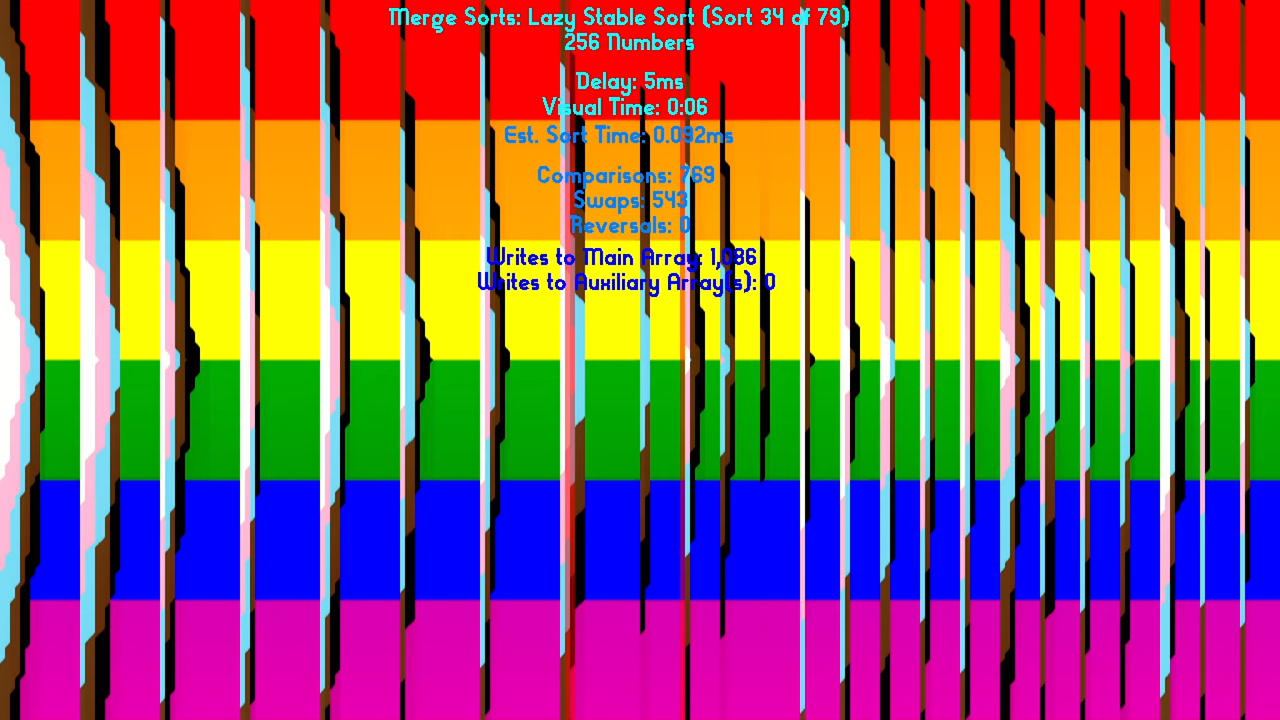 Merge Sorts: Lazy Stable Sort (Sort 34 of 79)
256 Numbers
Delay: 5ms
Visual Time: 0:06
Est. Sort Time: 0.092ms
Comparisons: 769
Swaps: 543
Reversals: 0
Writes to Main Array: 1,086
Writes to Auxiliary Array(s): 0